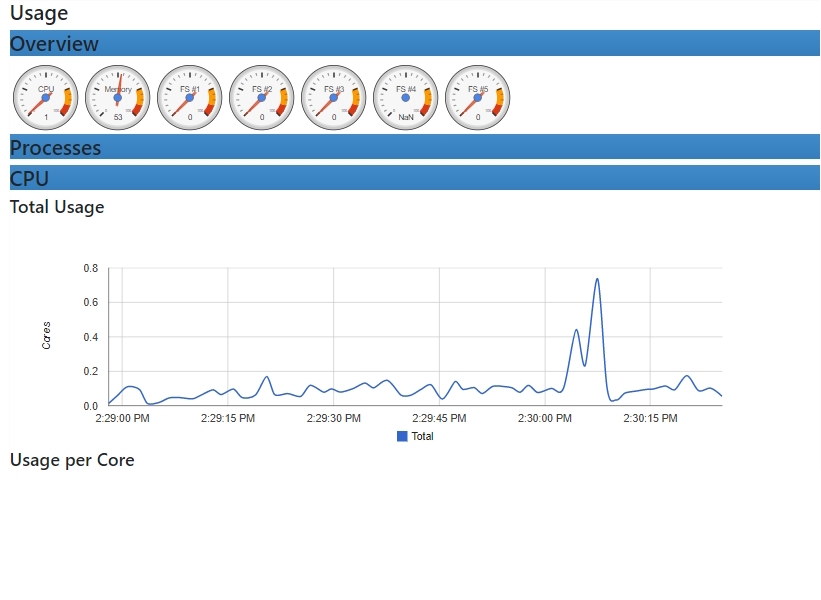 Usage
Overview
CPU Memory FS #1 FS #2 FS #3 FS #4 FS #5
1 53 0 0 0 NaN 0
Processes
CPU
Total Usage
0.8
0.6
0.4
0.2
0.0
Cores
2:29:00 PM 2:29:15 PM 2:29:30 PM 2:29:45 PM 2:30:00 PM 2:30:15 PM
Total
Usage per Core